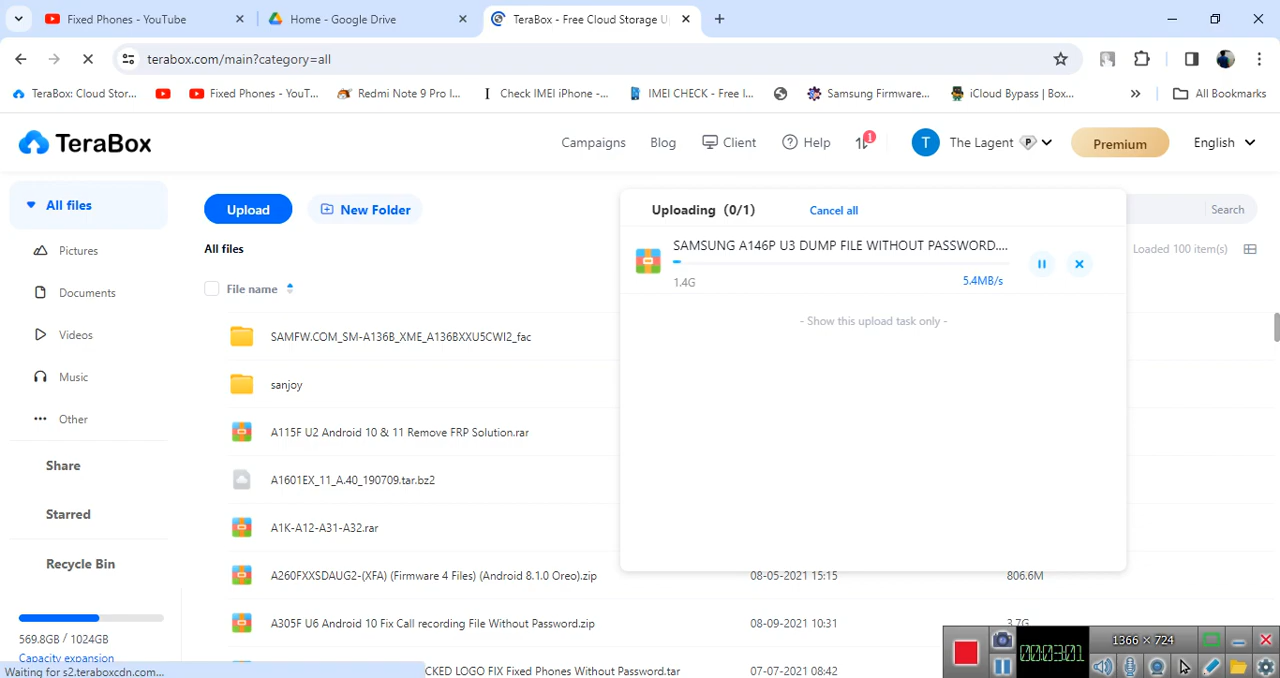 Fixed Phones - YouTube
Home - Google Drive
TeraBox - Free Cloud Storage U
terabox.com/main?category=all
TeraBox: Cloud Stor...
Fixed Phones - YouT...
Redmi Note 9 Pro I...
Check IMEI iPhone -...
IMEI CHECK - Free I...
Samsung Firmware...
iCloud Bypass | Box...
All Bookmarks
TeraBox
Campaigns
Blog
Client
Help
1
T
The Lagent
P
Premium
English
All files
Upload
New Folder
Uploading (0/1)
Cancel all
Search
Pictures
All files
SAMSUNG A146P U3 DUMP FILE WITHOUT PASSWORD....
Loaded 100 item(s)
1.4G
5.4MB/s
Documents
File name
- Show this upload task only -
Videos
SAMFW.COM_SM-A136B_XME_A136BXXU5CWI2_fac
Music
sanjoy
Other
A115F U2 Android 10 & 11 Remove FRP Solution.rar
Share
A1601EX_11_A.40_190709.tar.bz2
Starred
A1K-A12-A31-A32.rar
Recycle Bin
A260FXXSDAUG2-(XFA) (Firmware 4 Files) (Android 8.1.0 Oreo).zip
08-05-2021 15:15
806.6M
A305F U6 Android 10 Fix Call recording File Without Password.zip
08-09-2021 10:31
3.7G
569.8GB / 1024GB
Capacity expansion
Waiting for s2.teraboxcdn.com...
CKED LOGO FIX Fixed Phones Without Password.tar
07-07-2021 08:42
00:03:01
1366 × 724